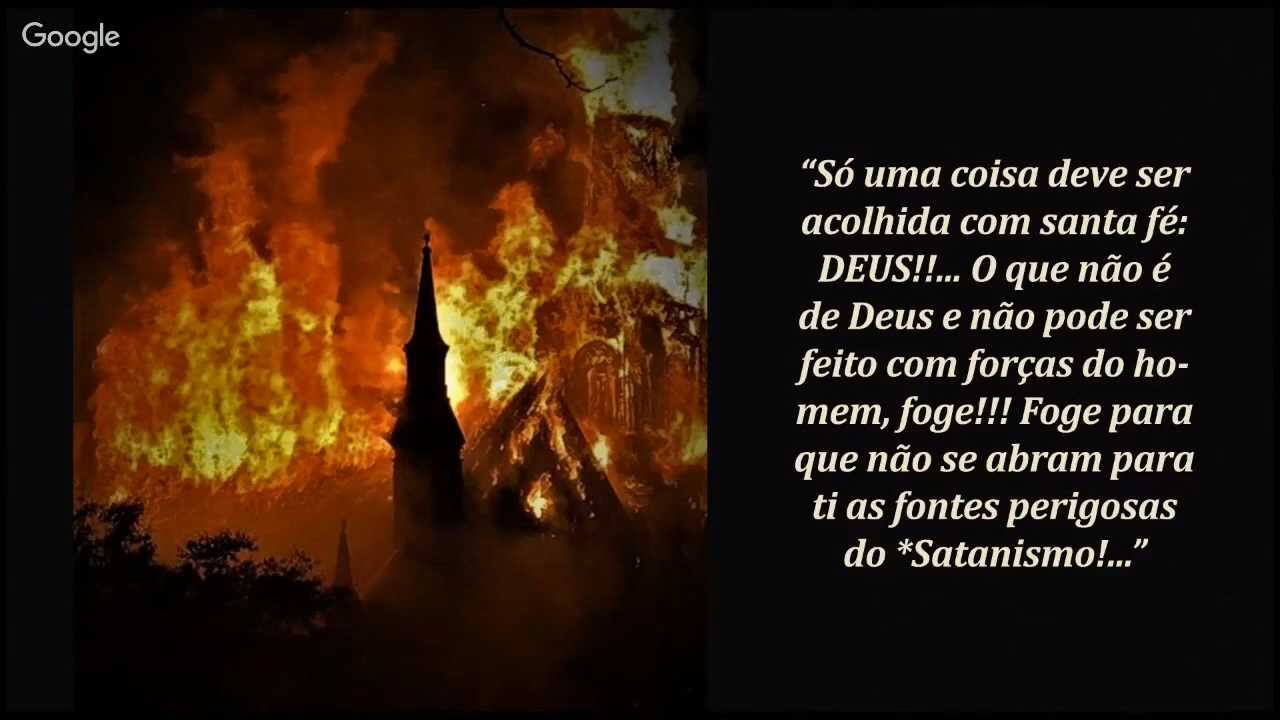 Google
“Só uma coisa deve ser
acolhida com santa fé:
DEUS!!... O que não é
de Deus e não pode ser
feito com forças do ho-
mem, foge!!! Foge para
que não se abram para
ti as fontes perigosas
do *Satanismo!...”